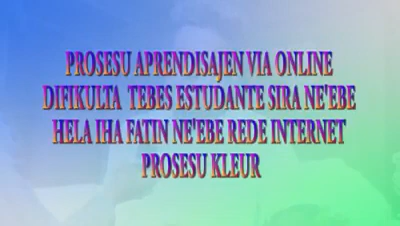 PROSESU APRENDISAJEN VIA ONLINE
DIFIKULTA TEBES ESTUDANTE SIRA NE'EBE
HELA IHA FATIN NE'EBE REDE INTERNET
PROSESU KLEUR